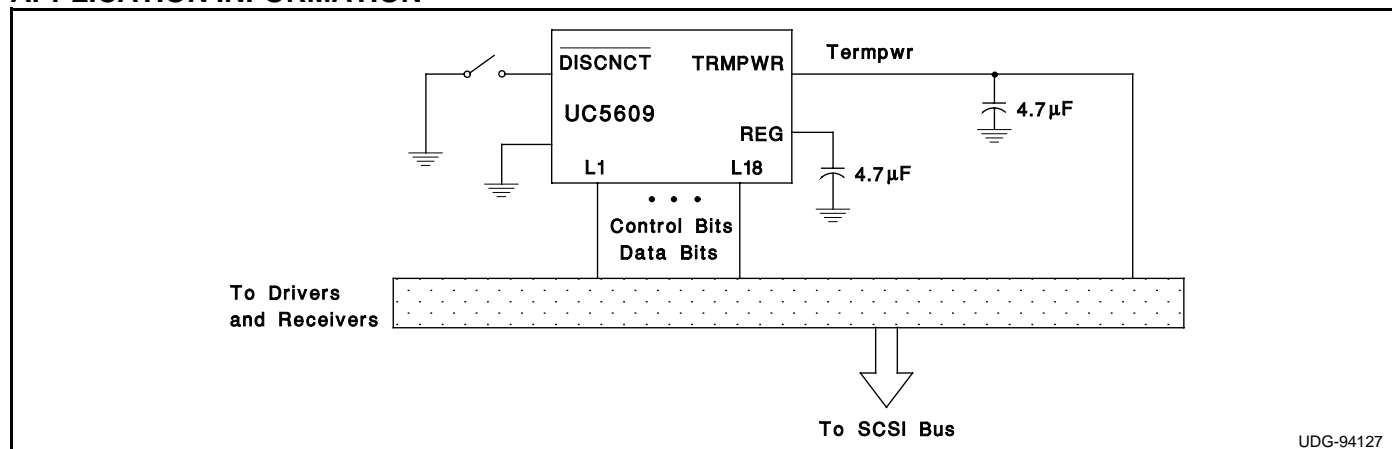 APPLICATION INFORMATION
DISCNCT
TRMPWR
Termpwr
UC5609
4.7µF
REG
L1
L18
4.7µF
• • •
Control Bits
Data Bits
To Drivers
and Receivers
To SCSI Bus
UDG-94127